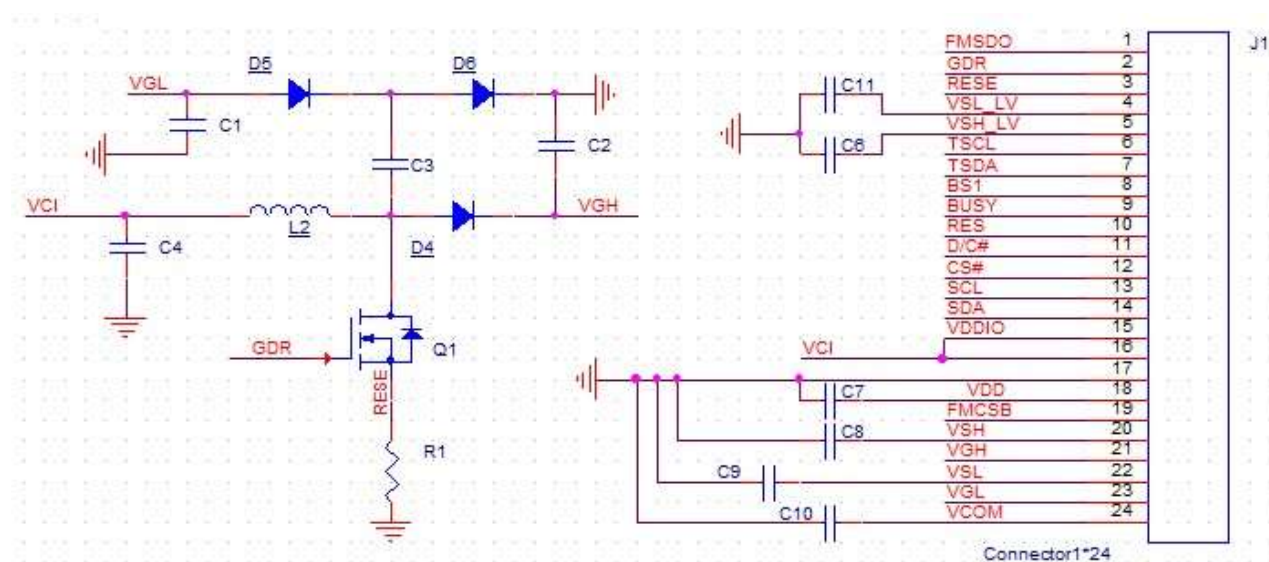 FMSDO 1
J1
GDR 2
D5
D6
RESE 3
VGL
C11
VSL_LV 4
VSH_LV 5
C1
C2
C6
TSCL 6
C3
TSDA 7
BS1 8
VCI
VGH
BUSY 9
L2
RES 10
C4
D4
D/C# 11
CS# 12
SCL 13
SDA 14
VDDIO 15
GDR
Q1
VCI
16
17
RESE
C7
VDD 18
FMCSB 19
C8
VSH 20
R1
VGH 21
C9
VSL 22
VGL 23
C10
VCOM 24
Connector1*24